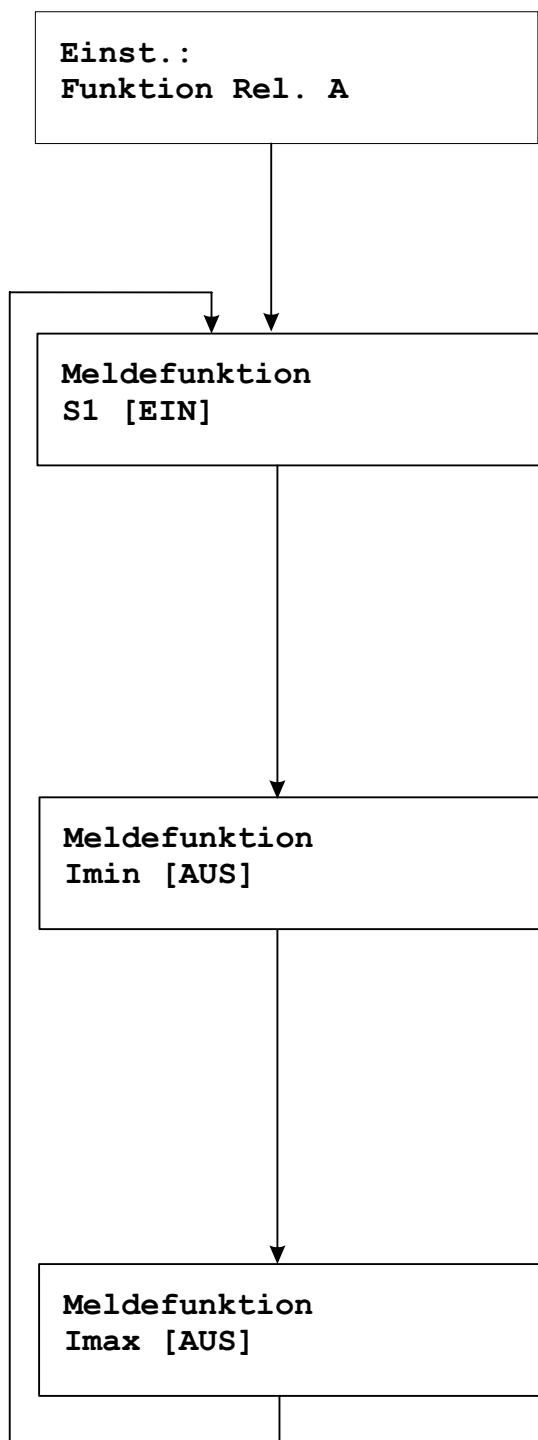 Einst.:
Funktion Rel. A
Meldefunktion
S1 [EIN]
Meldefunktion
Imin [AUS]
Meldefunktion
Imax [AUS]